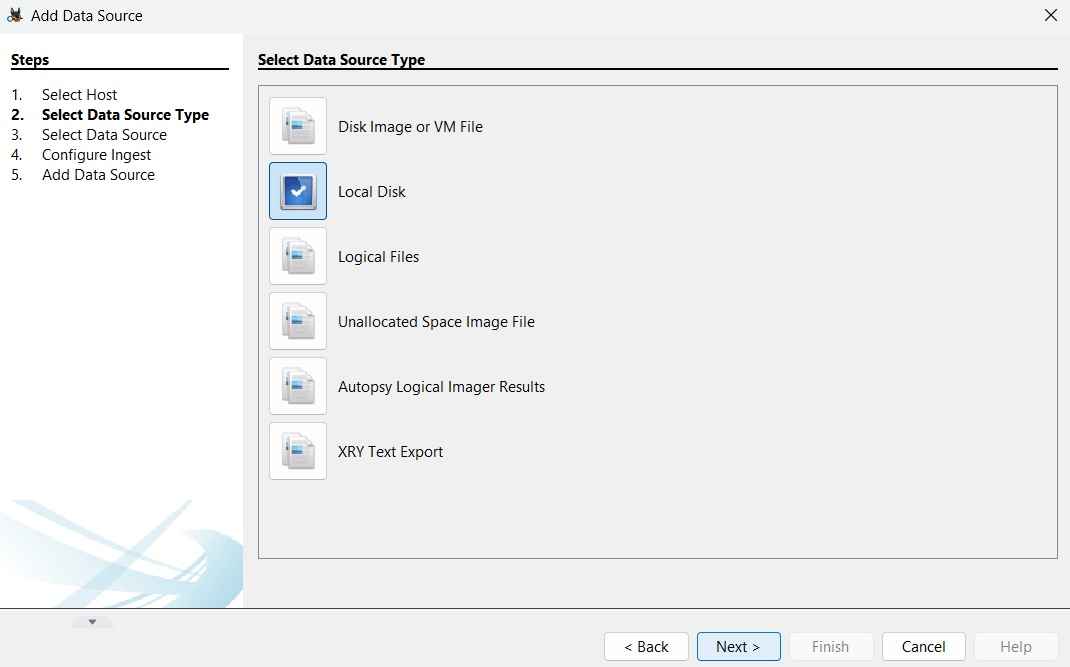 Add Data Source
Steps
1. Select Host
2. Select Data Source Type
3. Select Data Source
4. Configure Ingest
5. Add Data Source
Select Data Source Type
Disk Image or VM File
Local Disk
Logical Files
Unallocated Space Image File
Autopsy Logical Imager Results
XRY Text Export
< Back
Next >
Finish
Cancel
Help